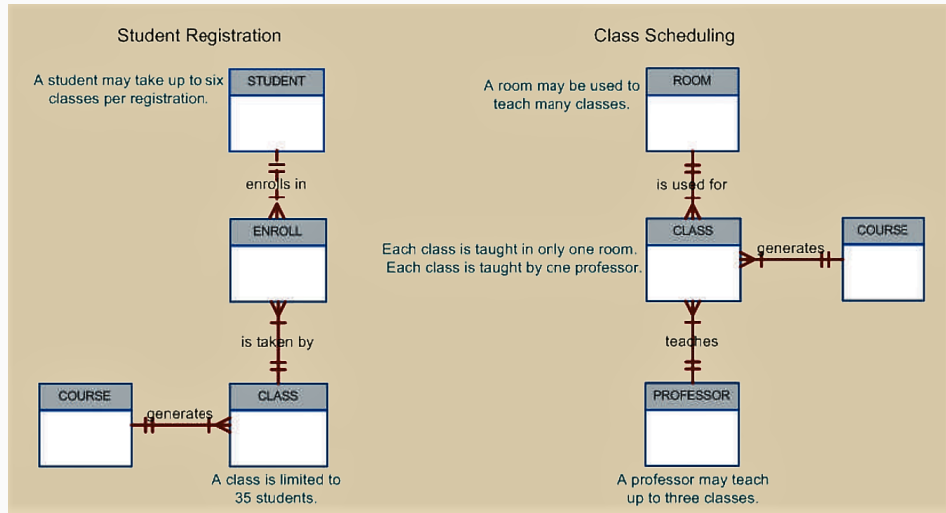 Student Registration
A student may take up to six
classes per registration.
STUDENT
enrolls in
ENROLL
is taken by
COURSE
generates
CLASS
A class is limited to
35 students.
Class Scheduling
A room may be used to
teach many classes.
ROOM
is used for
CLASS
generates
COURSE
Each class is taught in only one room.
Each class is taught by cne professor.
teaches
PROFESSOR
A professor may teach
up to three classes.